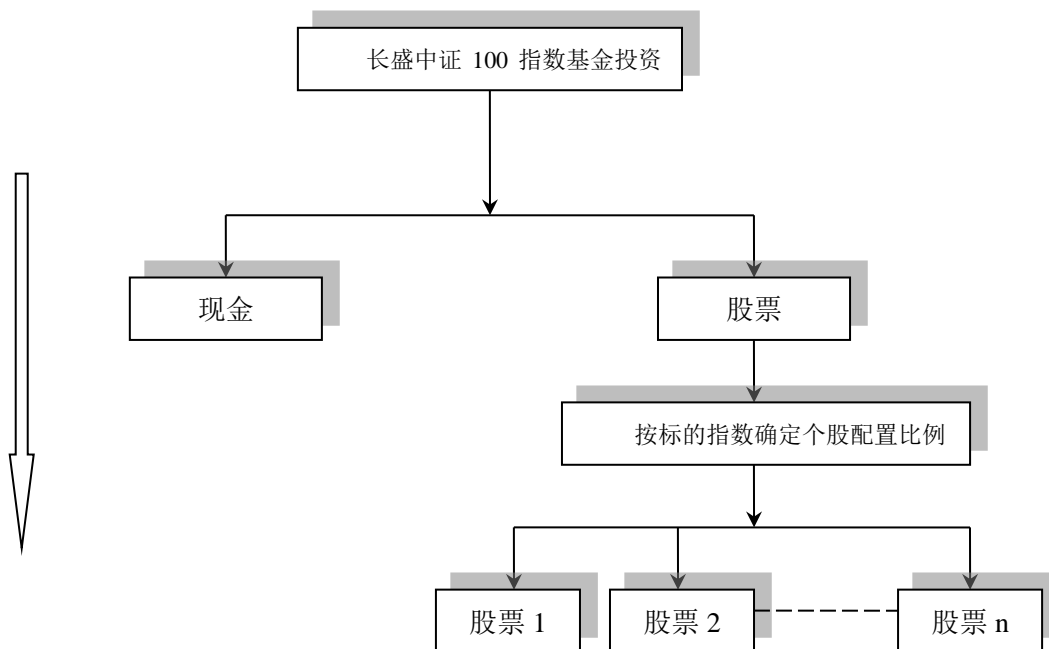 长盛中证 100 指数基金投资
现金
股票
按标的指数确定个股配置比例
股票 1
股票 2
股票 n